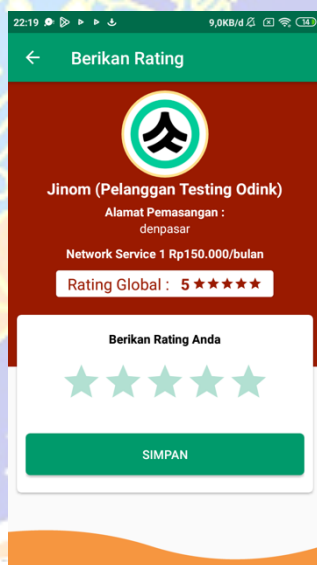 22:19 9,0KB/d 14
Berikan Rating
Jinom (Pelanggan Testing Odink)
Alamat Pemasangan :
denpasar
Network Service 1 Rp150.000/bulan
Rating Global : 5 ★★★★★
Berikan Rating Anda
SIMPAN